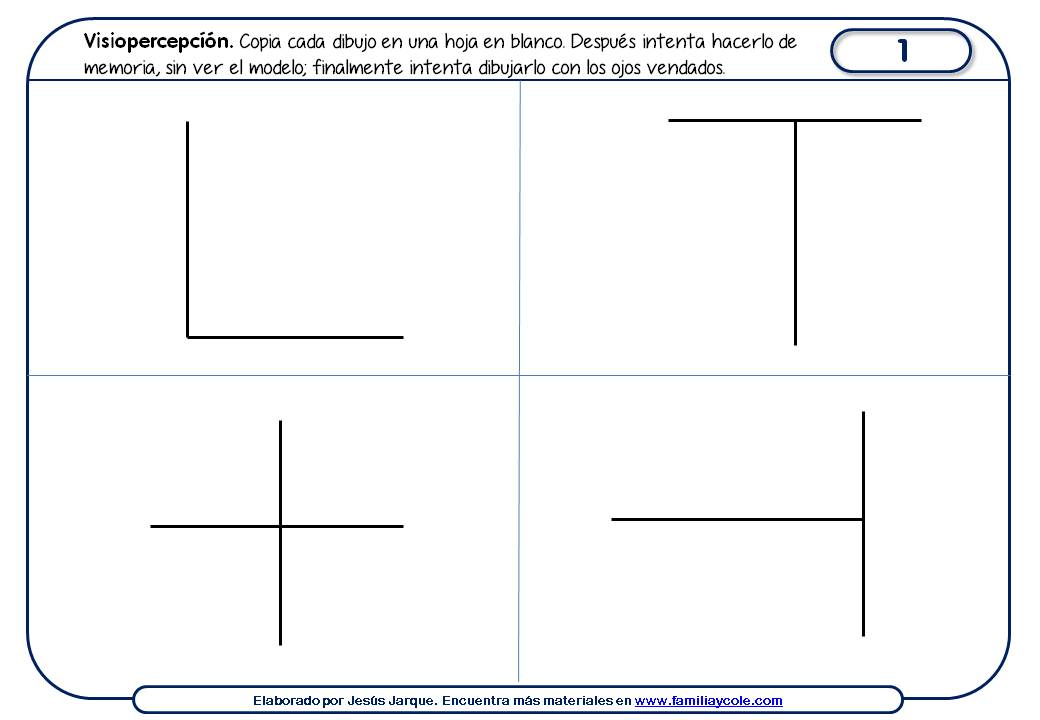 Visiopercepción. Copia cada dibujo en una hoja en blanco. Después intenta hacerlo de
memoria, sin ver el modelo; finalmente intenta dibujarlo con los ojos vendados.
1
Elaborado por Jesús Jarque. Encuentra más materiales en www.familiaycole.com